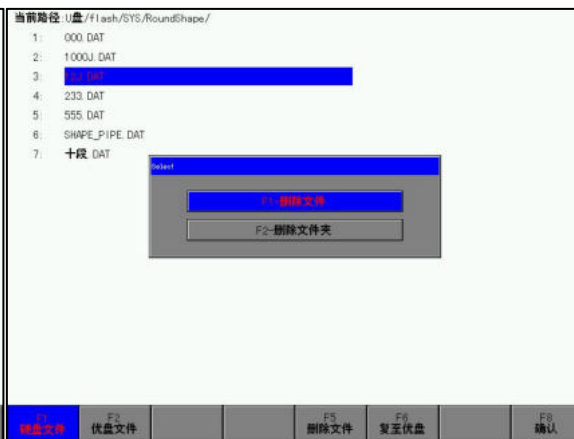 当前路径:U盘/flash/SYS/RoundShape/
1: 000.DAT
2: 1000J.DAT
3: 12J.DAT
4: 233.DAT
5: 555.DAT
6: SHAPE_PIPE.DAT
7: 十段.DAT
Select
F1-删除文件
F2-删除文件夹
F1 F2 F5 F6 F8
硬盘文件 优盘文件 删除文件 复至优盘 确认